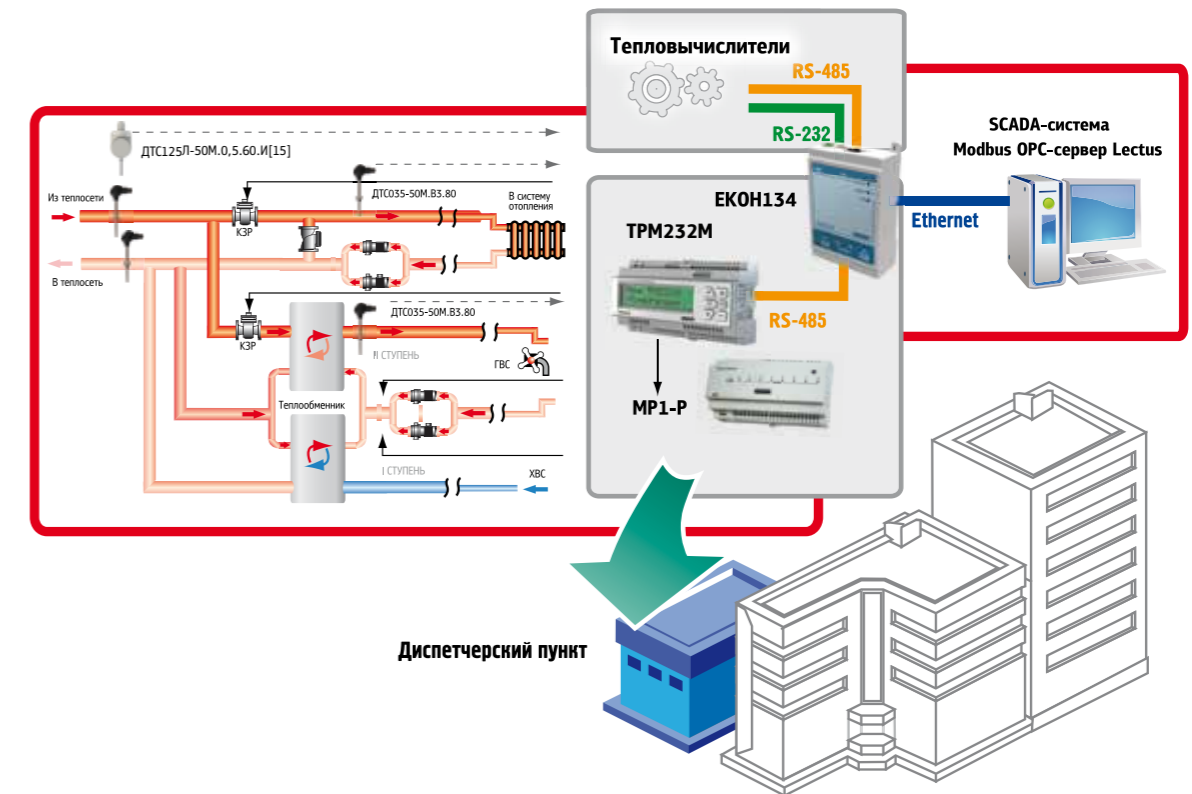 Тепловычислители
RS-485
RS-232
SCADA-система
Modbus OPC-сервер Lectus
ДТС125Л-50М.0,5.60.И[15]
Из теплосети
ДТС035-50М.В3.80
В систему
отопления
КЗР
ЕКОН134
Ethernet
ТРМ232М
В теплосеть
RS-485
ДТС035-50М.В3.80
КЗР
II СТУПЕНЬ
ГВС
Теплообменник
МР1-Р
I СТУПЕНЬ
ХВС
Диспетчерский пункт